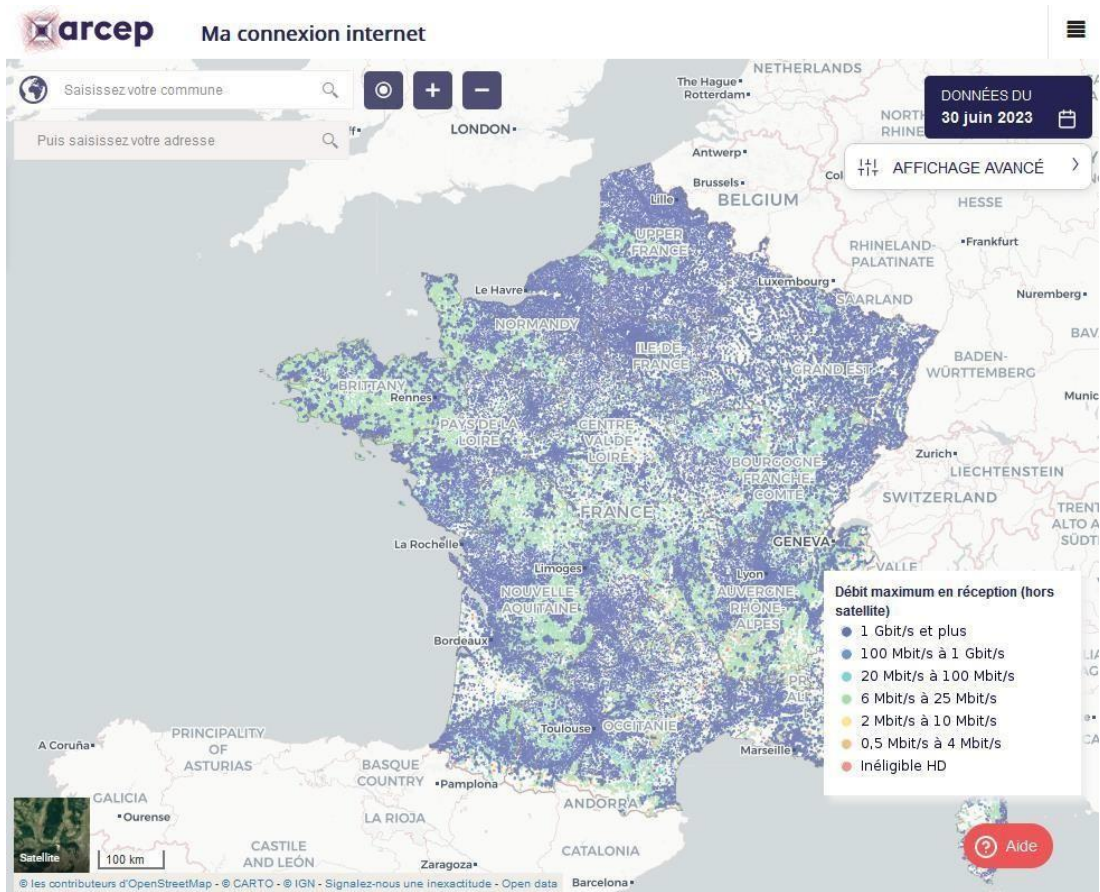 arcep
Ma connexion internet
Saisissez votre commune
Puis saisissez votre adresse
DONNÉES DU
30 juin 2023
AFFICHAGE AVANCÉ
NETHERLANDS
The Hague
Rotterdam
LONDON
Antwerp
Brussels
BELGIUM
Lille
HESSE
UPPER
FRANCE
RHINELAND-
PALATINATE
Frankfurt
Le Havre
Luxembourg
SAARLAND
Nuremberg
NORMANDY
ILE-DE-
FRANCE
GRAND EST
BADEN-
WÜRTTEMBERG
BRITTANY
Rennes
PAYS DE LA
LOIRE
CENTRE-
VAL DE
LOIRE
BOURGOGNE-
FRANCHE-
COMTÉ
Zurich
LIECHTENSTEIN
SWITZERLAND
FRANCE
GENEVA
La Rochelle
Limoges
Lyon
VALLE
NOUVELLE-
AQUITAINE
AUVERGNE-
RHÔNE-
ALPES
Bordeaux
Toulouse
OCCITANIE
Marseille
Débit maximum en réception (hors
satellite)
1 Gbit/s et plus
100 Mbit/s à 1 Gbit/s
20 Mbit/s à 100 Mbit/s
6 Mbit/s à 25 Mbit/s
2 Mbit/s à 10 Mbit/s
0,5 Mbit/s à 4 Mbit/s
Inéligible HD
A Coruña
PRINCIPALITY
OF
ASTURIAS
BASQUE
COUNTRY
Pamplona
ANDORRA
GALICIA
Ourense
LA RIOJA
CASTILE
AND LEÓN
CATALONIA
Zaragoza
Barcelona
Satellite
100 km
Aide
© les contributeurs d'OpenStreetMap - © CARTO - © IGN - Signalez-nous une inexactitude - Open data